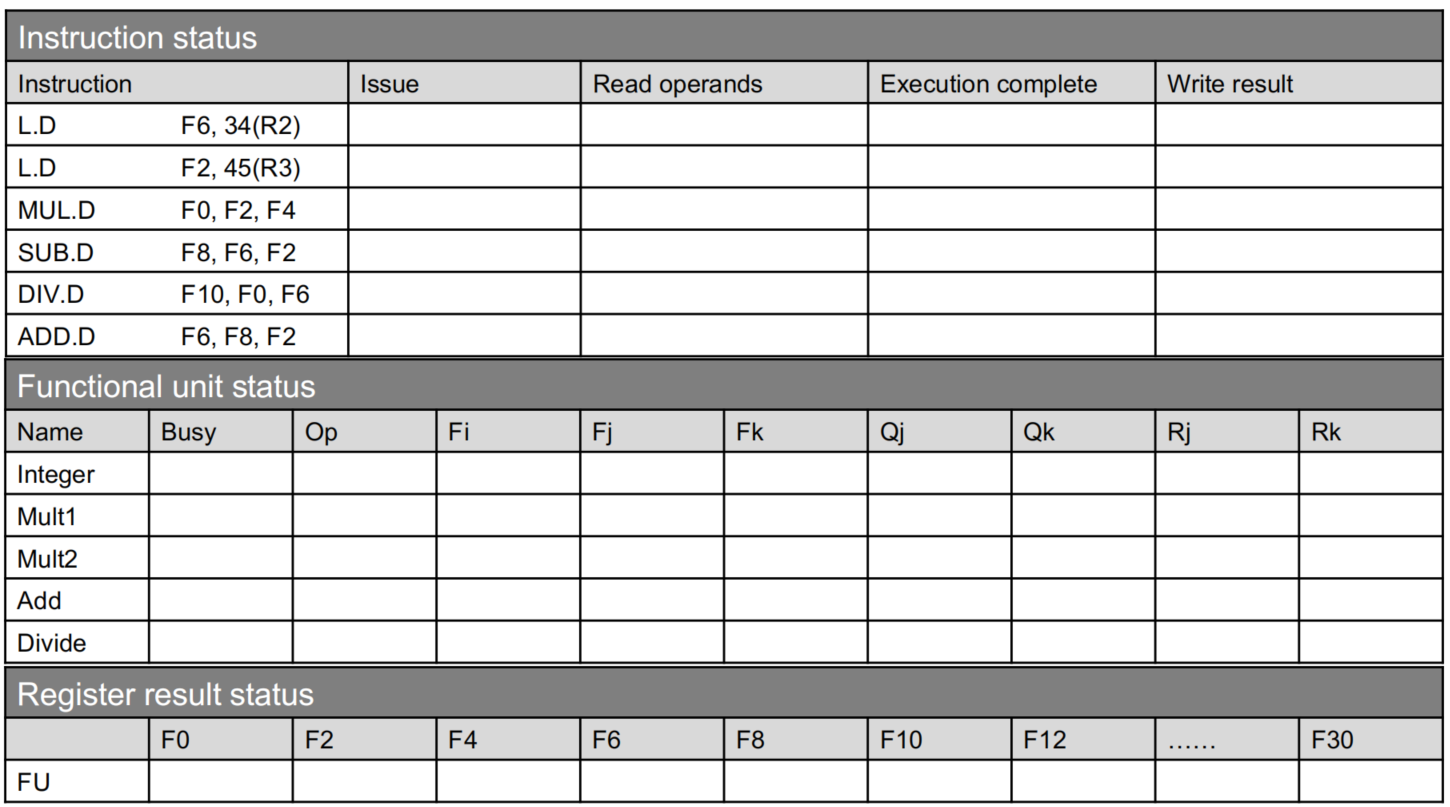 Instruction status
Instruction Issue Read operands Execution complete Write result
L.D F6, 34(R2)
L.D F2, 45(R3)
MUL.D F0, F2, F4
SUB.D F8, F6, F2
DIV.D F10, F0, F6
ADD.D F6, F8, F2
Functional unit status
Name Busy Op Fi Fj Fk Qj Qk Rj Rk
Integer
Mult1
Mult2
Add
Divide
Register result status
F0 F2 F4 F6 F8 F10 F12 …… F30
FU